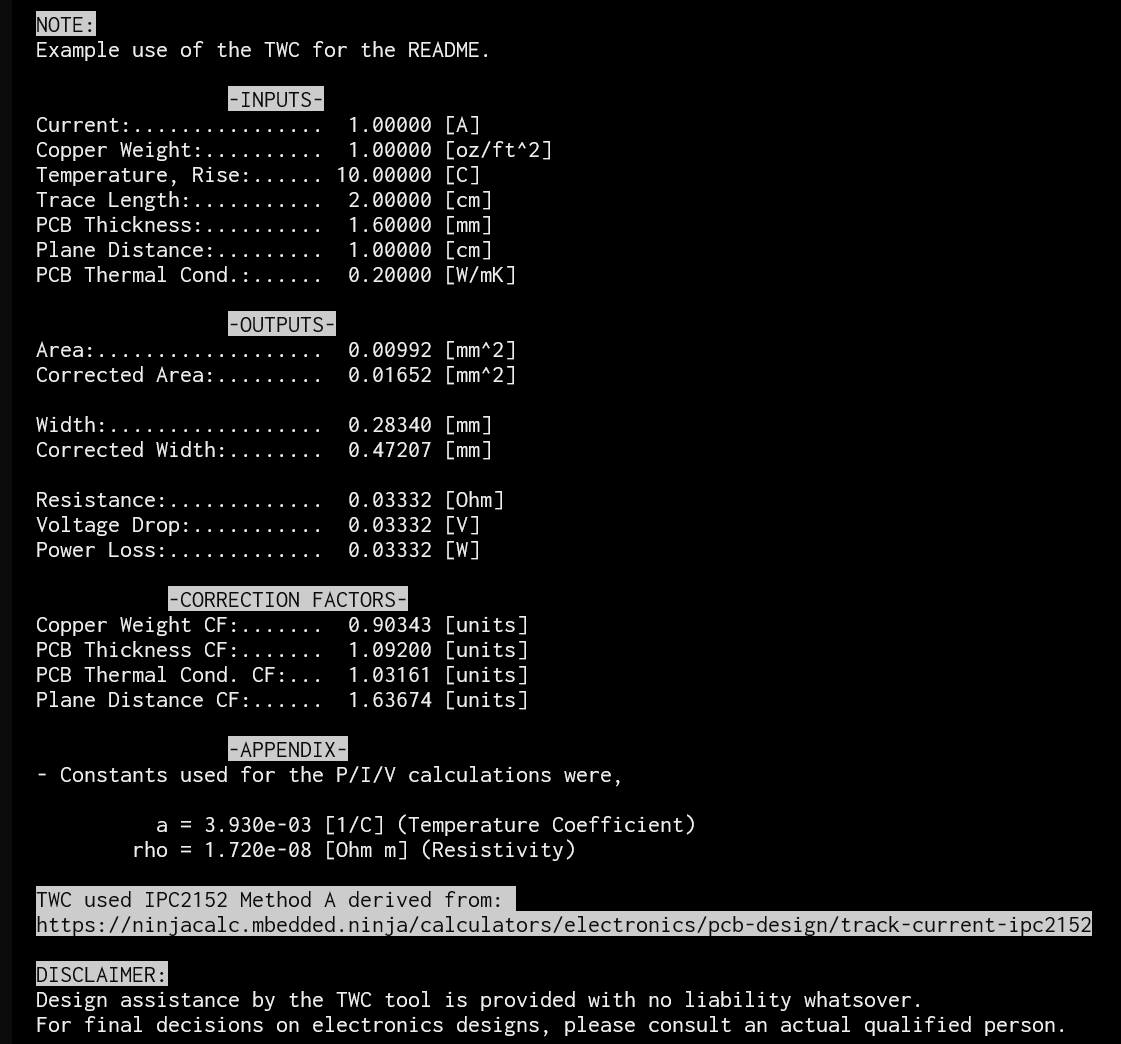 NOTE:
Example use of the TWC for the README.
-INPUTS-
Current:................ 1.00000 [A]
Copper Weight:.......... 1.00000 [oz/ft^2]
Temperature, Rise:...... 10.00000 [C]
Trace Length:........... 2.00000 [cm]
PCB Thickness:.......... 1.60000 [mm]
Plane Distance:......... 1.00000 [cm]
PCB Thermal Cond.:...... 0.20000 [W/mK]
-OUTPUTS-
Area:................... 0.00992 [mm^2]
Corrected Area:......... 0.01652 [mm^2]
Width:.................. 0.28340 [mm]
Corrected Width:........ 0.47207 [mm]
Resistance:............. 0.03332 [Ohm]
Voltage Drop:........... 0.03332 [V]
Power Loss:............. 0.03332 [W]
-CORRECTION FACTORS-
Copper Weight CF:....... 0.90343 [units]
PCB Thickness CF:....... 1.09200 [units]
PCB Thermal Cond. CF:... 1.03161 [units]
Plane Distance CF:...... 1.63674 [units]
-APPENDIX-
- Constants used for the P/I/V calculations were,
a = 3.930e-03 [1/C] (Temperature Coefficient)
rho = 1.720e-08 [Ohm m] (Resistivity)
TWC used IPC2152 Method A derived from:
https://ninjacalc.mbedded.ninja/calculators/electronics/pcb-design/track-current-ipc2152
DISCLAIMER:
Design assistance by the TWC tool is provided with no liability whatsover.
For final decisions on electronics designs, please consult an actual qualified person.